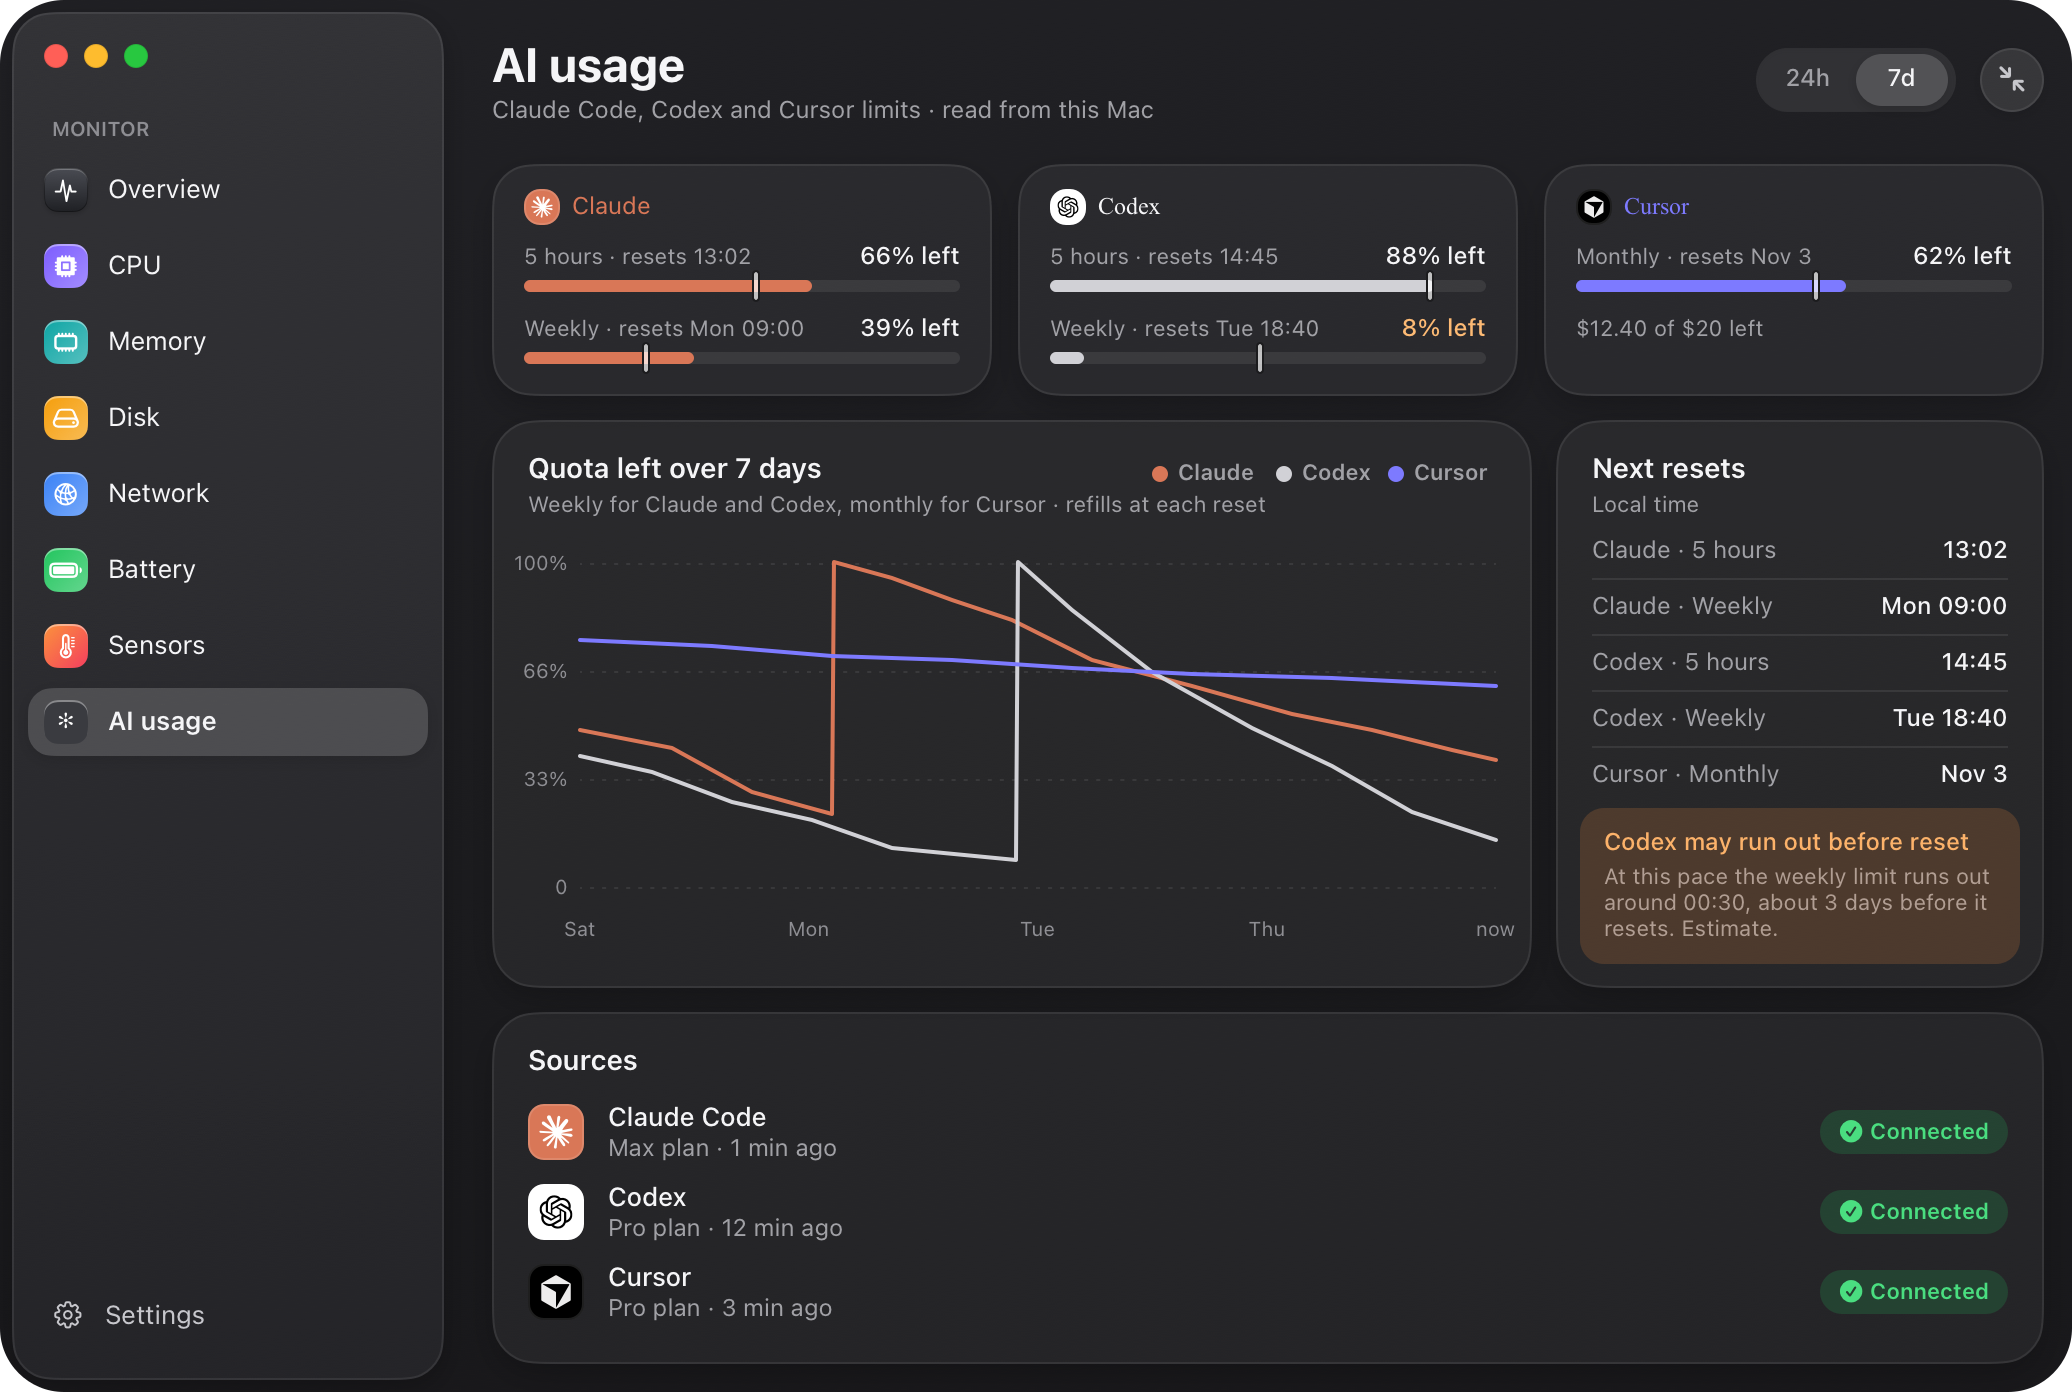 MONITOR
Overview
CPU
Memory
Disk
Network
Battery
Sensors
AI usage
Settings
AI usage
Claude Code, Codex and Cursor limits · read from this Mac
24h
7d
Claude
5 hours · resets 13:02
66% left
Weekly · resets Mon 09:00
39% left
Codex
5 hours · resets 14:45
88% left
Weekly · resets Tue 18:40
8% left
Cursor
Monthly · resets Nov 3
62% left
$12.40 of $20 left
Quota left over 7 days
Claude
Codex
Cursor
Weekly for Claude and Codex, monthly for Cursor · refills at each reset
100%
66%
33%
0
Sat
Mon
Tue
Thu
now
Next resets
Local time
Claude · 5 hours
13:02
Claude · Weekly
Mon 09:00
Codex · 5 hours
14:45
Codex · Weekly
Tue 18:40
Cursor · Monthly
Nov 3
Codex may run out before reset
At this pace the weekly limit runs out
around 00:30, about 3 days before it
resets. Estimate.
Sources
Claude Code
Max plan · 1 min ago
Connected
Codex
Pro plan · 12 min ago
Connected
Cursor
Pro plan · 3 min ago
Connected